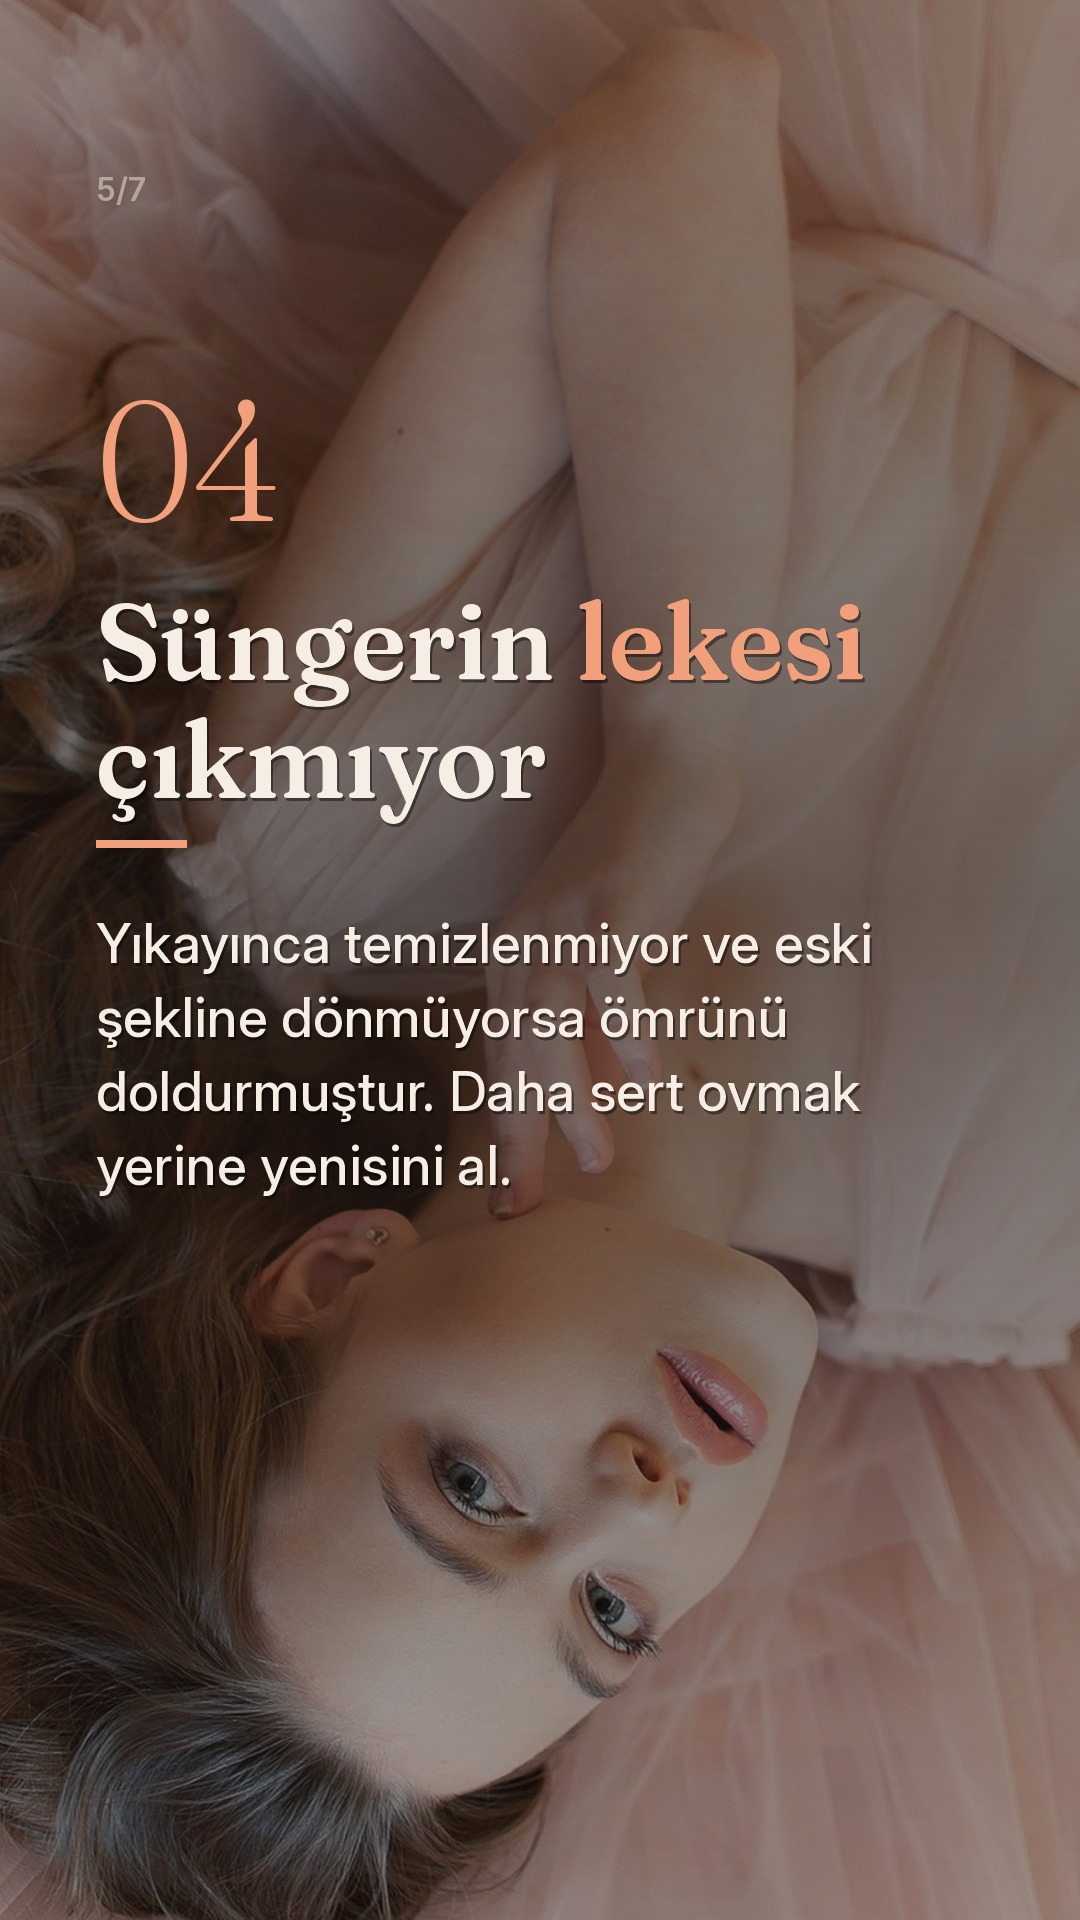 5/7
04
Süngerin lekesi
çıkmıyor
Yıkayınca temizlenmiyor ve eski
şekline dönmüyorsa ömrünü
doldurmuştur. Daha sert ovmak
yerine yenisini al.